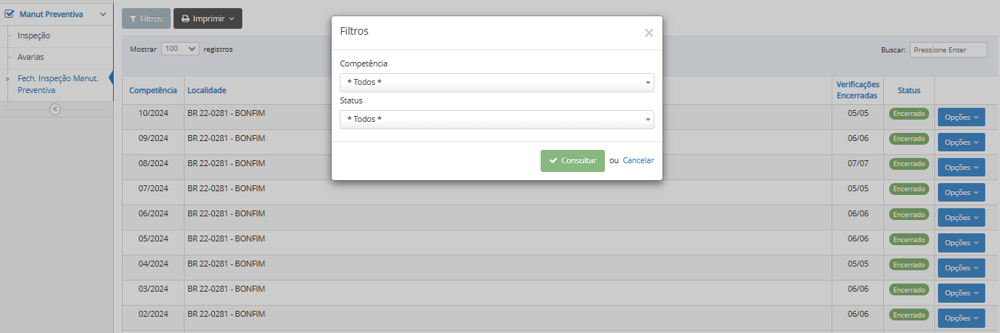 Manut Preventiva
Inspeção
Avarias
Fech. Inspeção Manut.
Preventiva
Filtros
Imprimir
Mostrar 100 registros
Buscar: Pressione Enter
Filtros
×
Competência
* Todos *
Status
* Todos *
Consultar ou Cancelar
Competência Localidade Verificações Encerradas Status
10/2024 BR 22-0281 - BONFIM 05/05 Encerrado Opções
09/2024 BR 22-0281 - BONFIM 06/06 Encerrado Opções
08/2024 BR 22-0281 - BONFIM 07/07 Encerrado Opções
07/2024 BR 22-0281 - BONFIM 05/05 Encerrado Opções
06/2024 BR 22-0281 - BONFIM 06/06 Encerrado Opções
05/2024 BR 22-0281 - BONFIM 06/06 Encerrado Opções
04/2024 BR 22-0281 - BONFIM 05/05 Encerrado Opções
03/2024 BR 22-0281 - BONFIM 06/06 Encerrado Opções
02/2024 BR 22-0281 - BONFIM 06/06 Encerrado Opções